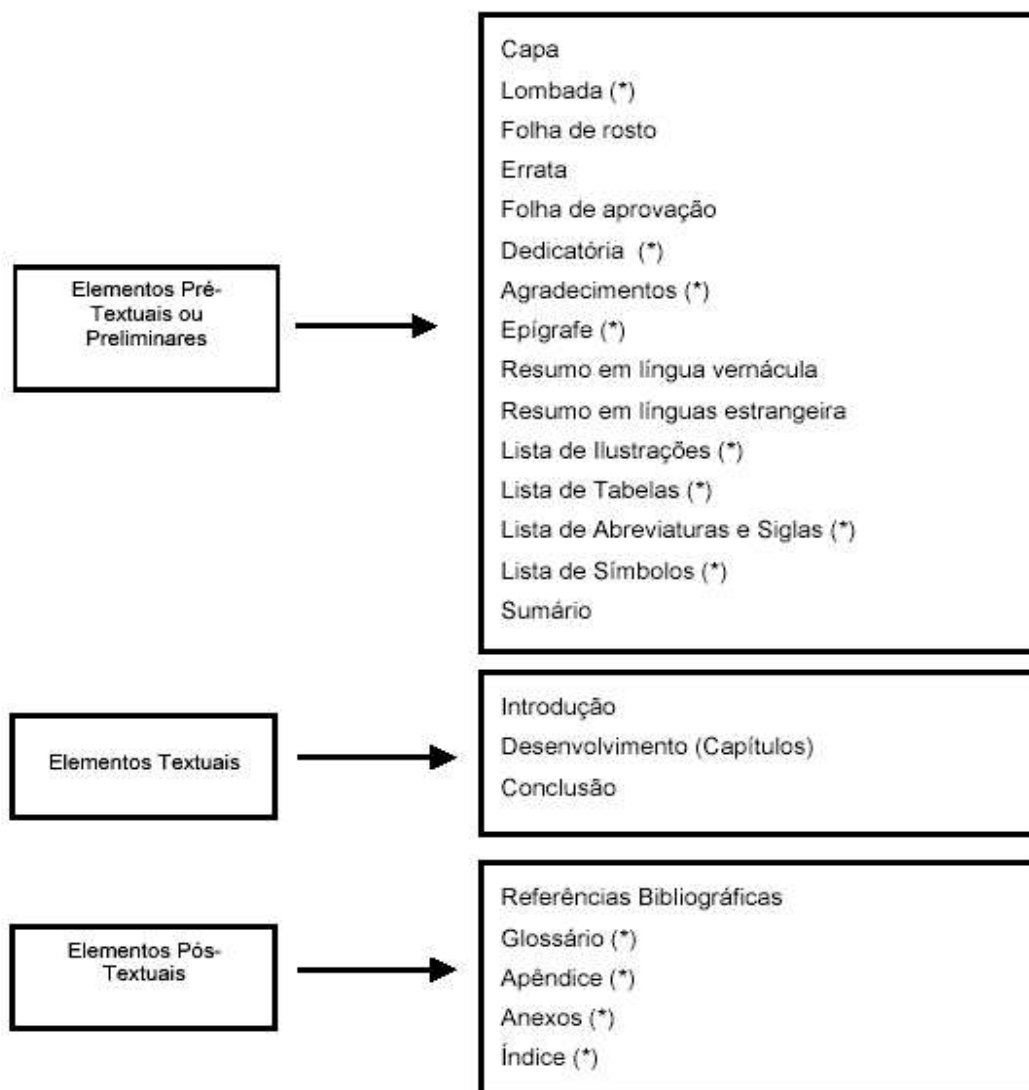 Elementos Pré-
Textuais ou
Preliminares
Capa
Lombada (*)
Folha de rosto
Errata
Folha de aprovação
Dedicatória (*)
Agradecimentos (*)
Epígrafe (*)
Resumo em língua vernácula
Resumo em línguas estrangeira
Lista de Ilustrações (*)
Lista de Tabelas (*)
Lista de Abreviaturas e Siglas (*)
Lista de Símbolos (*)
Sumário
Elementos Textuais
Introdução
Desenvolvimento (Capítulos)
Conclusão
Elementos Pós-
Textuais
Referências Bibliográficas
Glossário (*)
Apêndice (*)
Anexos (*)
Índice (*)